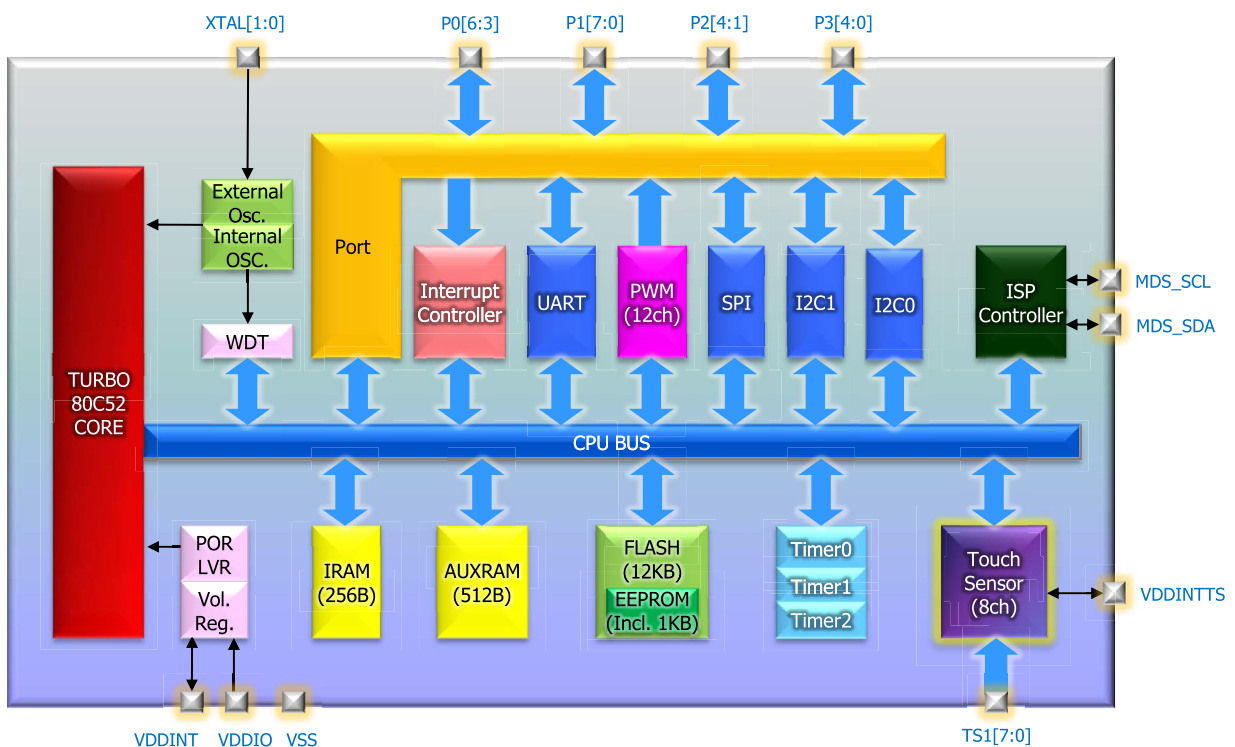 XTAL[1:0]
P0[6:3]
P1[7:0]
P2[4:1]
P3[4:0]
External
Osc.
Internal
OSC.
WDT
Port
Interrupt
Controller
UART
PWM
(12ch)
SPI
I2C1
I2C0
ISP
Controller
MDS_SCL
MDS_SDA
TURBO
80C52
CORE
CPU BUS
POR
LVR
Vol.
Reg.
IRAM
(256B)
AUXRAM
(512B)
FLASH
(12KB)
EEPROM
(Incl. 1KB)
Timer0
Timer1
Timer2
Touch
Sensor
(8ch)
VDDINTTS
VDDINT
VDDIO
VSS
TS1[7:0]